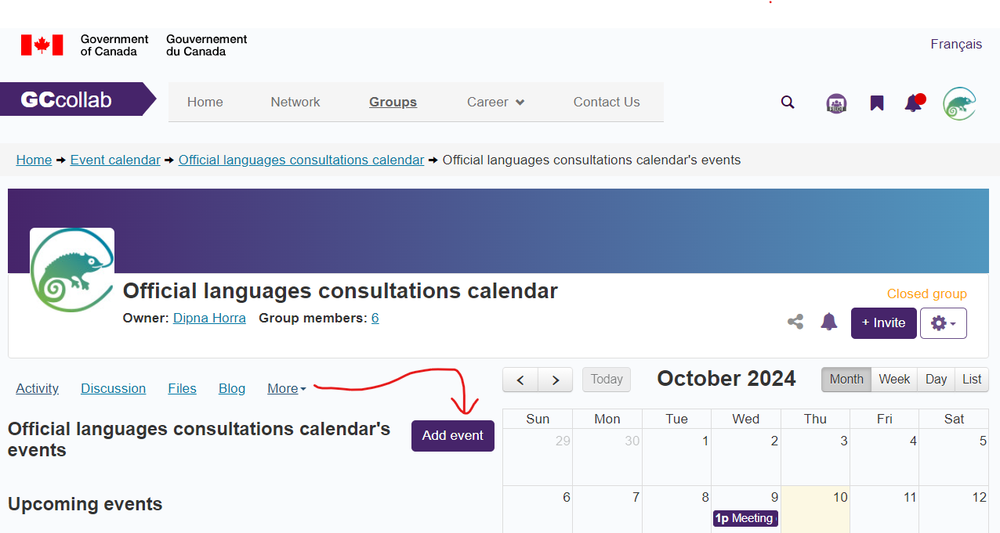 Government of Canada
Gouvernement du Canada
Français
GCcollab
Home Network Groups Career Contact Us
PILOT
Home ➞ Event calendar ➞ Official languages consultations calendar ➞ Official languages consultations calendar's events
Official languages consultations calendar
Closed group
Owner: Dipna Horra Group members: 6
+ Invite
Activity Discussion Files Blog More
Official languages consultations calendar's
events
Add event
Upcoming events
Today October 2024 Month Week Day List
Sun Mon Tue Wed Thu Fri Sat
29 30 1 2 3 4 5
6 7 8 9 10 11 12
1p Meeting